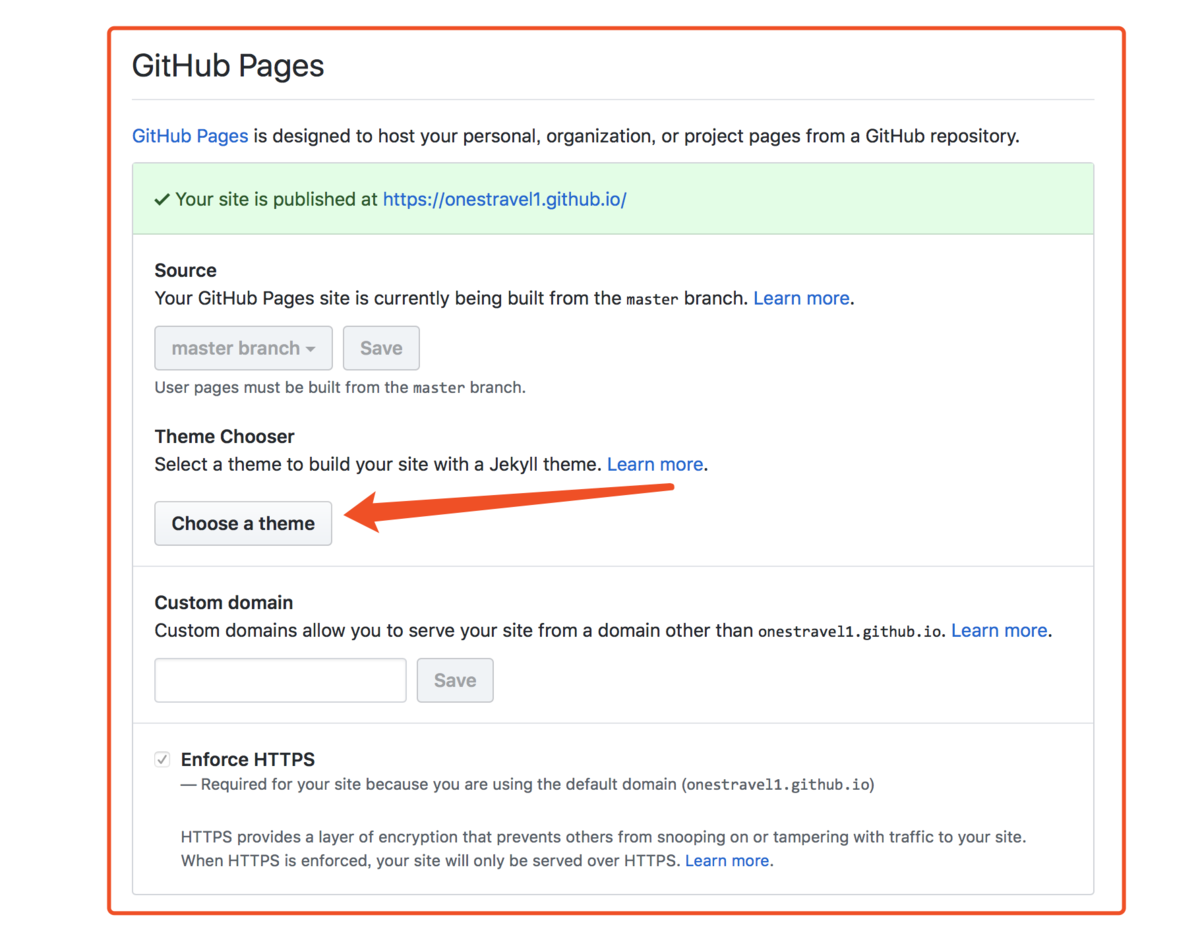 GitHub Pages
GitHub Pages is designed to host your personal, organization, or project pages from a GitHub repository.
Your site is published at https://onestravel1.github.io/
Source
Your GitHub Pages site is currently being built from the master branch. Learn more.
master branch Save
User pages must be built from the master branch.
Theme Chooser
Select a theme to build your site with a Jekyll theme. Learn more.
Choose a theme
Custom domain
Custom domains allow you to serve your site from a domain other than onestravel1.github.io. Learn more.
Save
Enforce HTTPS
— Required for your site because you are using the default domain (onestravel1.github.io)
HTTPS provides a layer of encryption that prevents others from snooping on or tampering with traffic to your site.
When HTTPS is enforced, your site will only be served over HTTPS. Learn more.